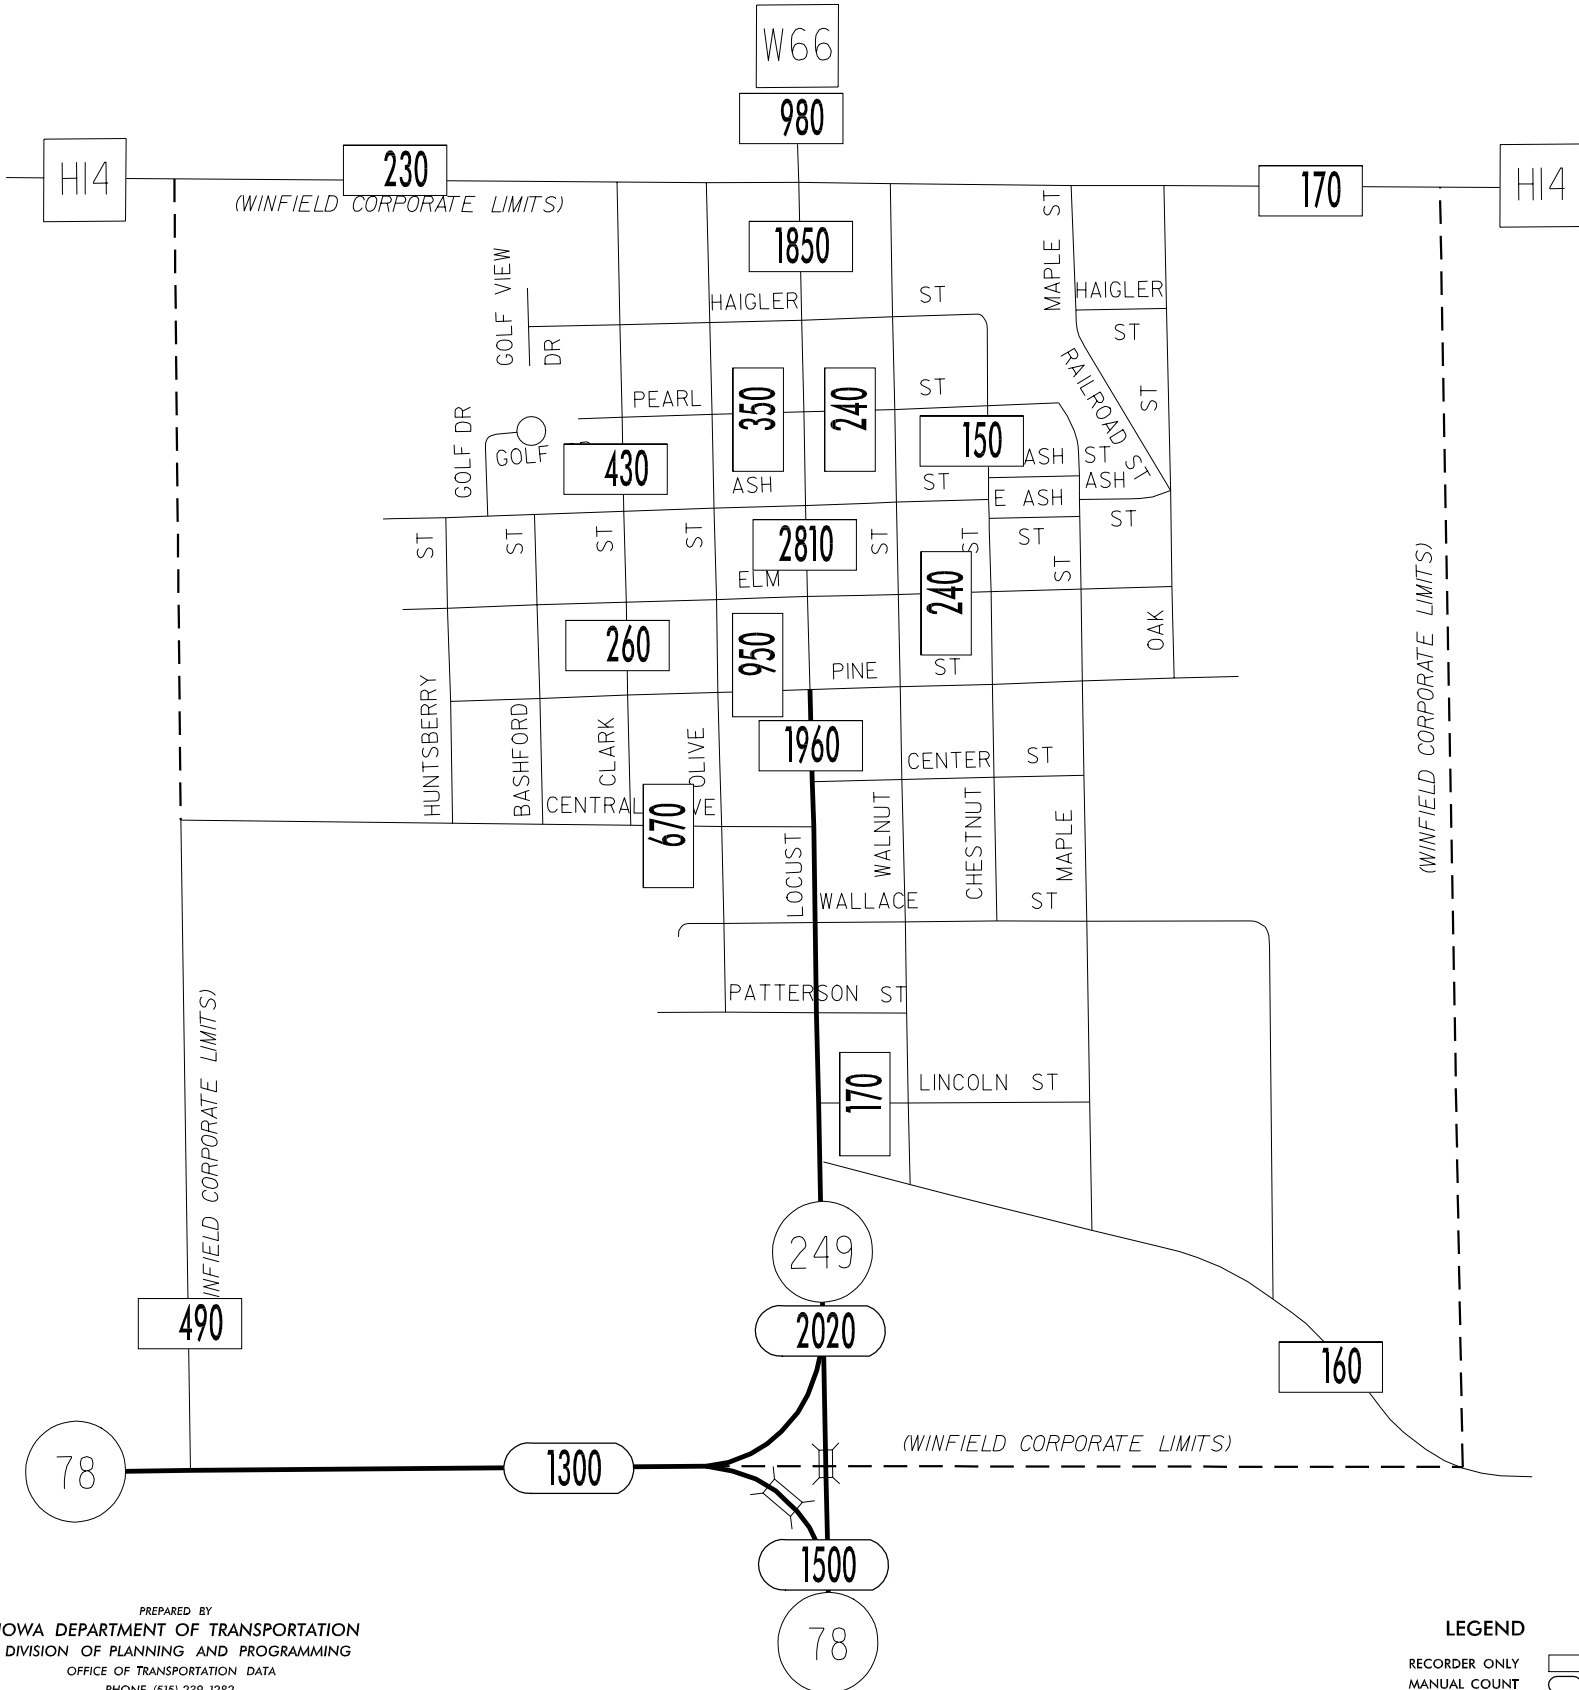 W66
980
H14
230
170
H14
(WINFIELD CORPORATE LIMITS)
1850
MAPLE ST
GOLF VIEW
DR
HAIGLER ST
HAIGLER
ST
RAILROAD ST
ST
PEARL ST
350
240
GOLF DR
GOLF
430
150
ASH ST
ASH ST
E ASH
ASH
ST
ST
ST
ST
ST
ST
2810
ST
ST
ST
ELM
240
OAK
260
950
PINE ST
(WINFIELD CORPORATE LIMITS)
HUNTSBERRY
BASHFORD
CLARK
OLIVE
1960
CENTER ST
CENTRAL VE
670
LOCUST
WALNUT
CHESTNUT
MAPLE
WALLACE ST
PATTERSON ST
INFIELD CORPORATE LIMITS)
170
LINCOLN ST
249
490
2020
160
(WINFIELD CORPORATE LIMITS)
78
1300
1500
78
PREPARED BY
IOWA DEPARTMENT OF TRANSPORTATION
DIVISION OF PLANNING AND PROGRAMMING
OFFICE OF TRANSPORTATION DATA
PHONE (515) 239-1282
LEGEND
RECORDER ONLY
MANUAL COUNT